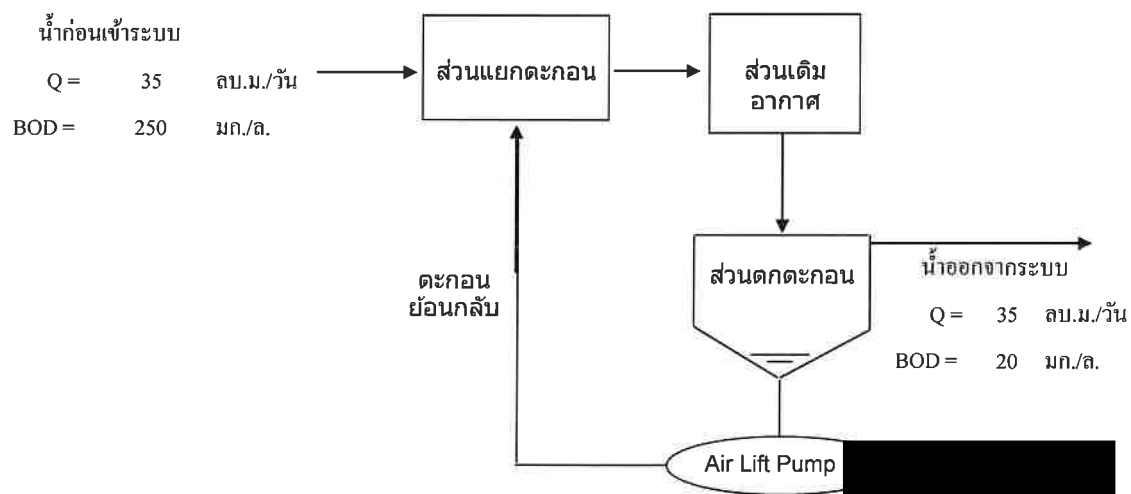 น้ำก่อนเข้าระบบ
Q = 35 ลบ.ม./วัน
BOD = 250 มก./ล.
ส่วนแยกตะกอน
ส่วนเติม
อากาศ
ส่วนตกตะกอน
ตะกอน
ย้อนกลับ
น้ำออกจากระบบ
Q = 35 ลบ.ม./วัน
BOD = 20 มก./ล.
Air Lift Pump